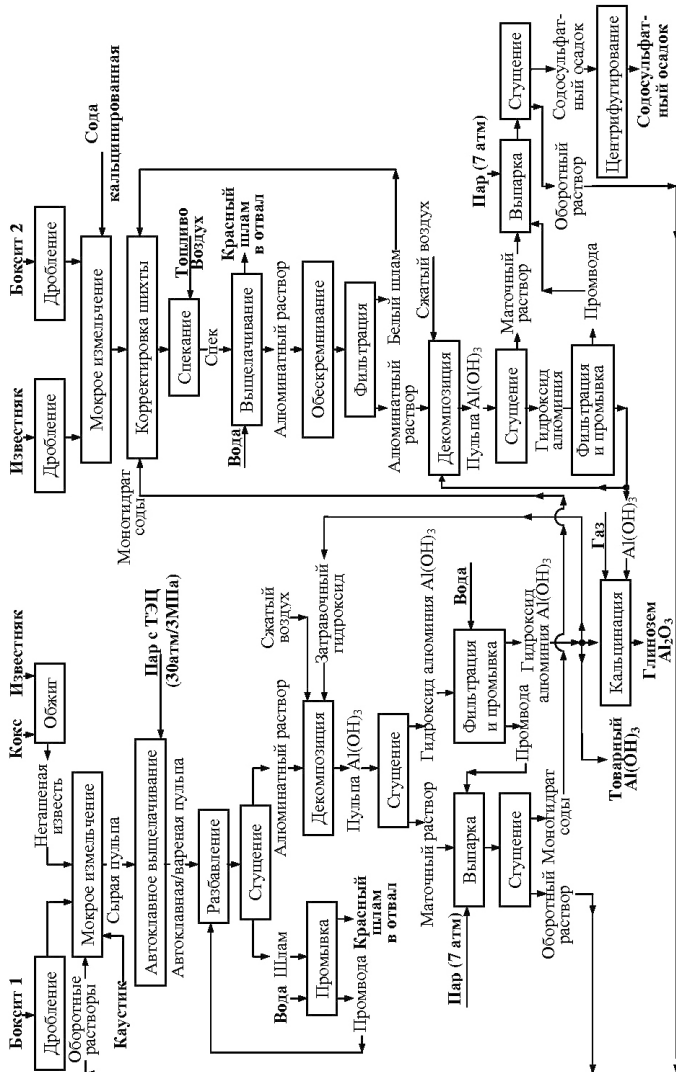 Боксит 1
Кокс
Известняк
Дробление
Обжиг
Негашеная
известь
Оборотные
растворы
Мокрое измельчение
Каустик
Сырая пульпа
Пар с ТЭЦ
(30атм/3МПа)
Автоклавное выщелачивание
Автоклавная/вареная пульпа
Разбавление
Сгущение
Вода
Шлам
Промывка
Промвода
Красный
шлам
в отвал
Алюминатный раствор
Сжатый
воздух
Затравочный
гидроксид
Декомпозиция
Пульпа Al(OH)3
Сгущение
Маточный раствор
Гидроксид алюминия Al(OH)3
Вода
Фильтрация
и промывка
Промвода
Гидроксид
алюминия Al(OH)3
Пар (7 атм)
Выпарка
Сгущение
Оборотный
раствор
Моногидрат
соды
Товарный
Al(OH)3
Газ
Al(OH)3
Кальцинация
Глинозем
Al2O3
Известняк
Боксит 2
Дробление
Дробление
Сода
кальцинированная
Мокрое измельчение
Моногидрат
соды
Корректировка шихты
Топливо
Воздух
Спекание
Спек
Вода
Выщелачивание
Красный
шлам
в отвал
Алюминатный раствор
Обескремнивание
Фильтрация
Алюминатный
раствор
Белый шлам
Сжатый воздух
Декомпозиция
Пульпа Al(OH)3
Сгущение
Маточный
раствор
Гидроксид
алюминия
Фильтрация
и промывка
Промвода
Пар (7 атм)
Выпарка
Сгущение
Оборотный
раствор
Содосульфат-
ный осадок
Центрифугирование
Содосульфат-
ный осадок